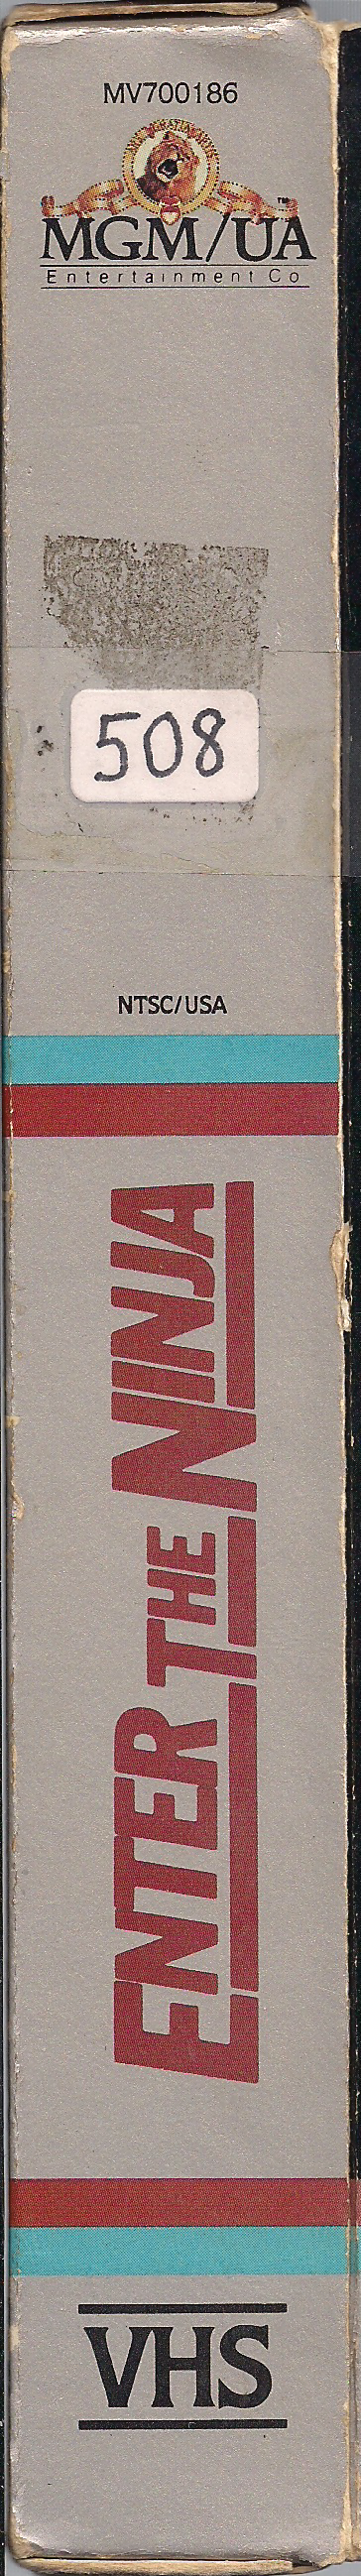 MV700186
MGM/UA
Entertainment Co
508
NTSC/USA
ENTER THE NINJA
VHS